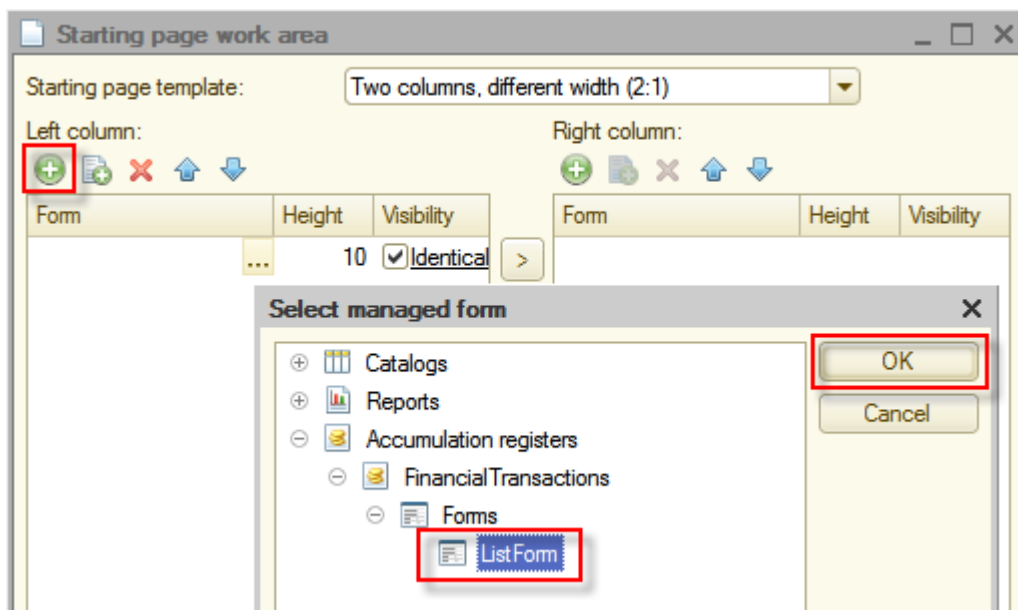 Starting page work area
Starting page template: Two columns, different width (2:1)
Left column: Right column:
Form Height Visibility Form Height Visibility
... 10 Identical >
Select managed form
Catalogs OK
Reports
Cancel
Accumulation registers
FinancialTransactions
Forms
ListForm